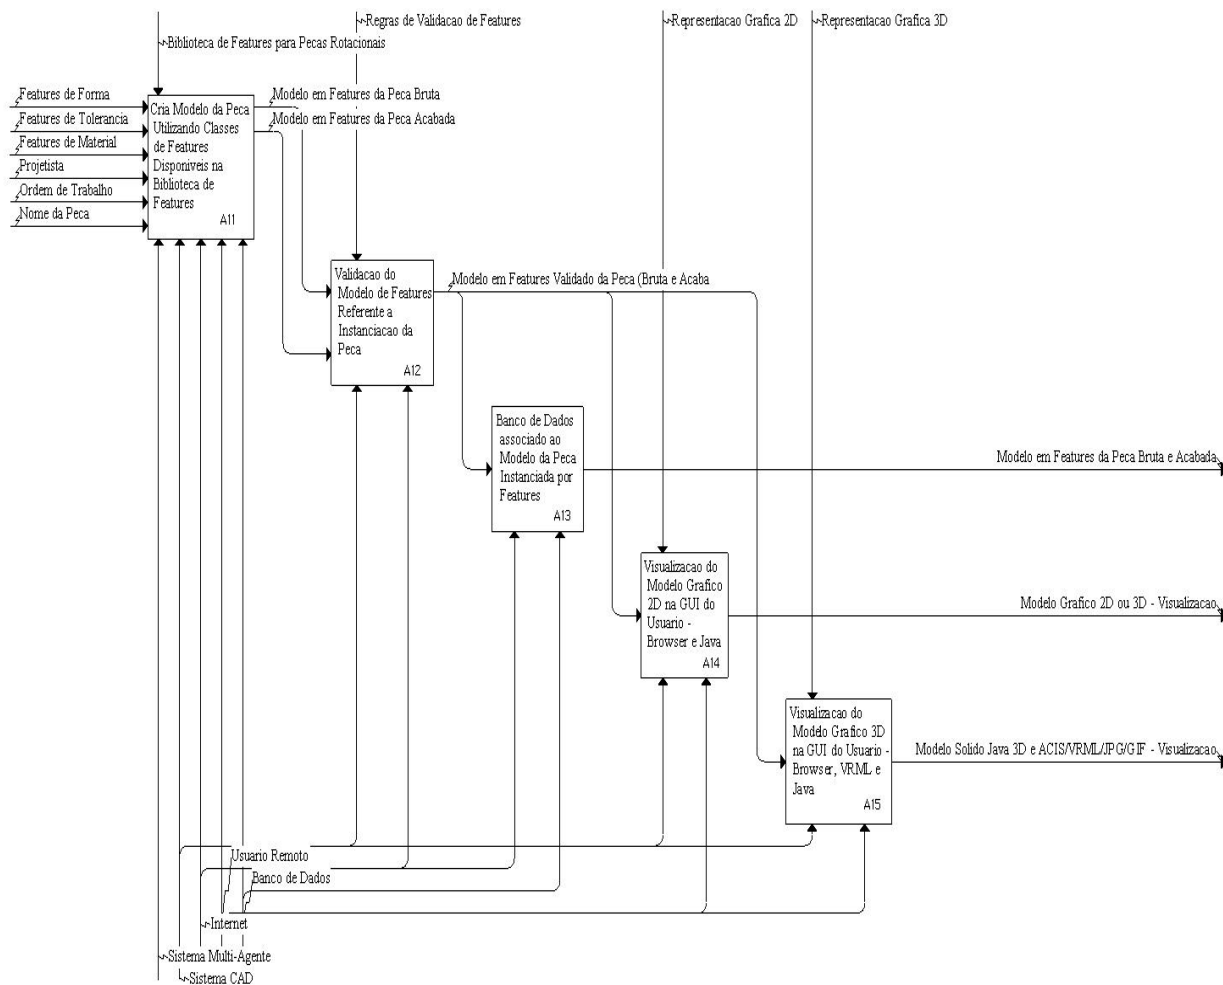 Regras de Validacao de Features
Representacao Grafica 2D
Representacao Grafica 3D
Biblioteca de Features para Pecas Rotacionais
Features de Forma
Features de Tolerancia
Features de Material
Projetista
Ordem de Trabalho
Nome da Peca
Cria Modelo da Peca
Utilizando Classes
de Features
Disponiveis na
Biblioteca de
Features
A11
Modelo em Features da Peca Bruta
Modelo em Features da Peca Acabada
Validacao do
Modelo de Features
Referente a
Instanciacao da
Peca
A12
Modelo em Features Validado da Peca (Bruta e Acaba
Banco de Dados
associado ao
Modelo da Peca
Instanciada por
Features
A13
Modelo em Features da Peca Bruta e Acabada
Visualizacao do
Modelo Grafico
2D na GUI do
Usuario -
Browser e Java
A14
Modelo Grafico 2D ou 3D - Visualizacao
Visualizacao do
Modelo Grafico 3D
na GUI do Usuario -
Browser, VRML e
Java
A15
Modelo Solido Java 3D e ACIS/VRML/JPG/GIF - Visualizacao
Usuario Remoto
Banco de Dados
Internet
Sistema Multi-Agente
Sistema CAD